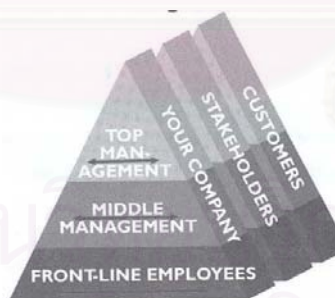 TOP
MAN-
AGEMENT
MIDDLE
MANAGEMENT
FRONT-LINE EMPLOYEES
YOUR COMPANY
STAKEHOLDERS
CUSTOMERS